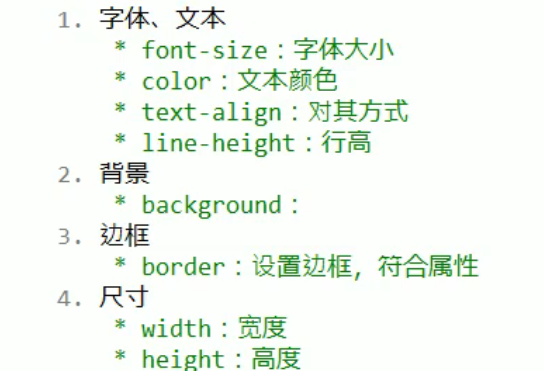 1. 字体、文本
* font-size：字体大小
* color：文本颜色
* text-align：对其方式
* line-height：行高
2. 背景
* background：
3. 边框
* border：设置边框，符合属性
4. 尺寸
* width：宽度
* height：高度